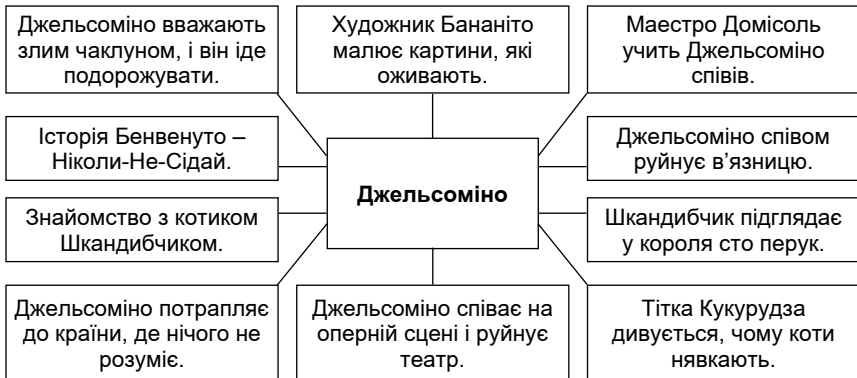 Джельсоміно вважають
злим чаклуном, і він іде
подорожувати.
Художник Бананіто
малює картини, які
оживають.
Маестро Домісоль
учить Джельсоміно
співів.
Історія Бенвенуто –
Ніколи-Не-Сідай.
Джельсоміно
Джельсоміно співом
руйнує в’язницю.
Знайомство з котиком
Шкандибчиком.
Шкандибчик підглядає
у короля сто перук.
Джельсоміно потрапляє
до країни, де нічого не
розуміє.
Джельсоміно співає на
оперній сцені і руйнує
театр.
Тітка Кукурудза
дивується, чому коти
нявкають.